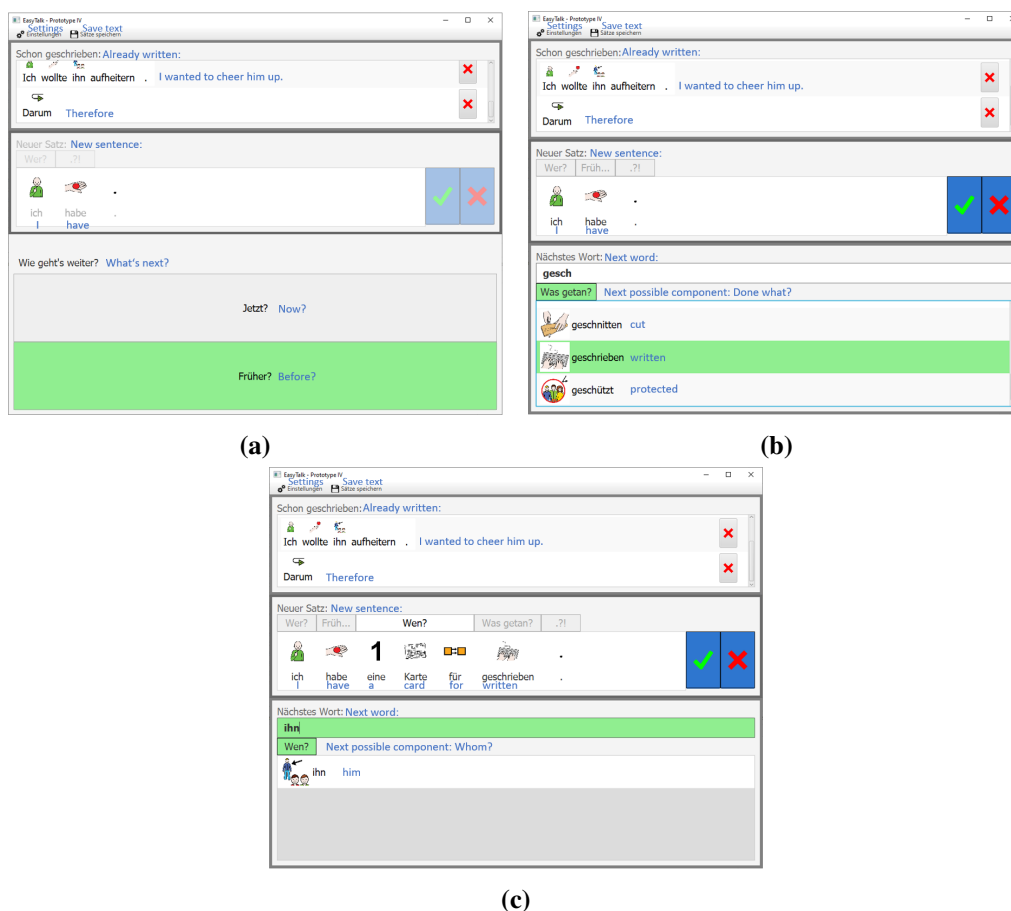 EasyTalk - Prototype IV
Settings Save text
Einstellungen Sätze speichern
Schon geschrieben: Already written:
Ich wollte ihn aufheitern . I wanted to cheer him up.
Darum Therefore
Neuer Satz: New sentence:
Wer? .?!
.
ich habe .
I have
Wie geht's weiter? What's next?
Jetzt? Now?
Früher? Before?
(a)
EasyTalk - Prototype IV
Settings Save text
Einstellungen Sätze speichern
Schon geschrieben: Already written:
Ich wollte ihn aufheitern . I wanted to cheer him up.
Darum Therefore
Neuer Satz: New sentence:
Wer? Früh... .?!
.
ich habe .
I have
Nächstes Wort: Next word:
gesch
Was getan? Next possible component: Done what?
geschnitten cut
geschrieben written
geschützt protected
(b)
EasyTalk - Prototype IV
Settings Save text
Einstellungen Sätze speichern
Schon geschrieben: Already written:
Ich wollte ihn aufheitern . I wanted to cheer him up.
Darum Therefore
Neuer Satz: New sentence:
Wer? Früh... Wen? Was getan? .?!
1 .
ich habe eine Karte für geschrieben .
I have a card for written
Nächstes Wort: Next word:
ihn
Wen? Next possible component: Whom?
ihn him
(c)